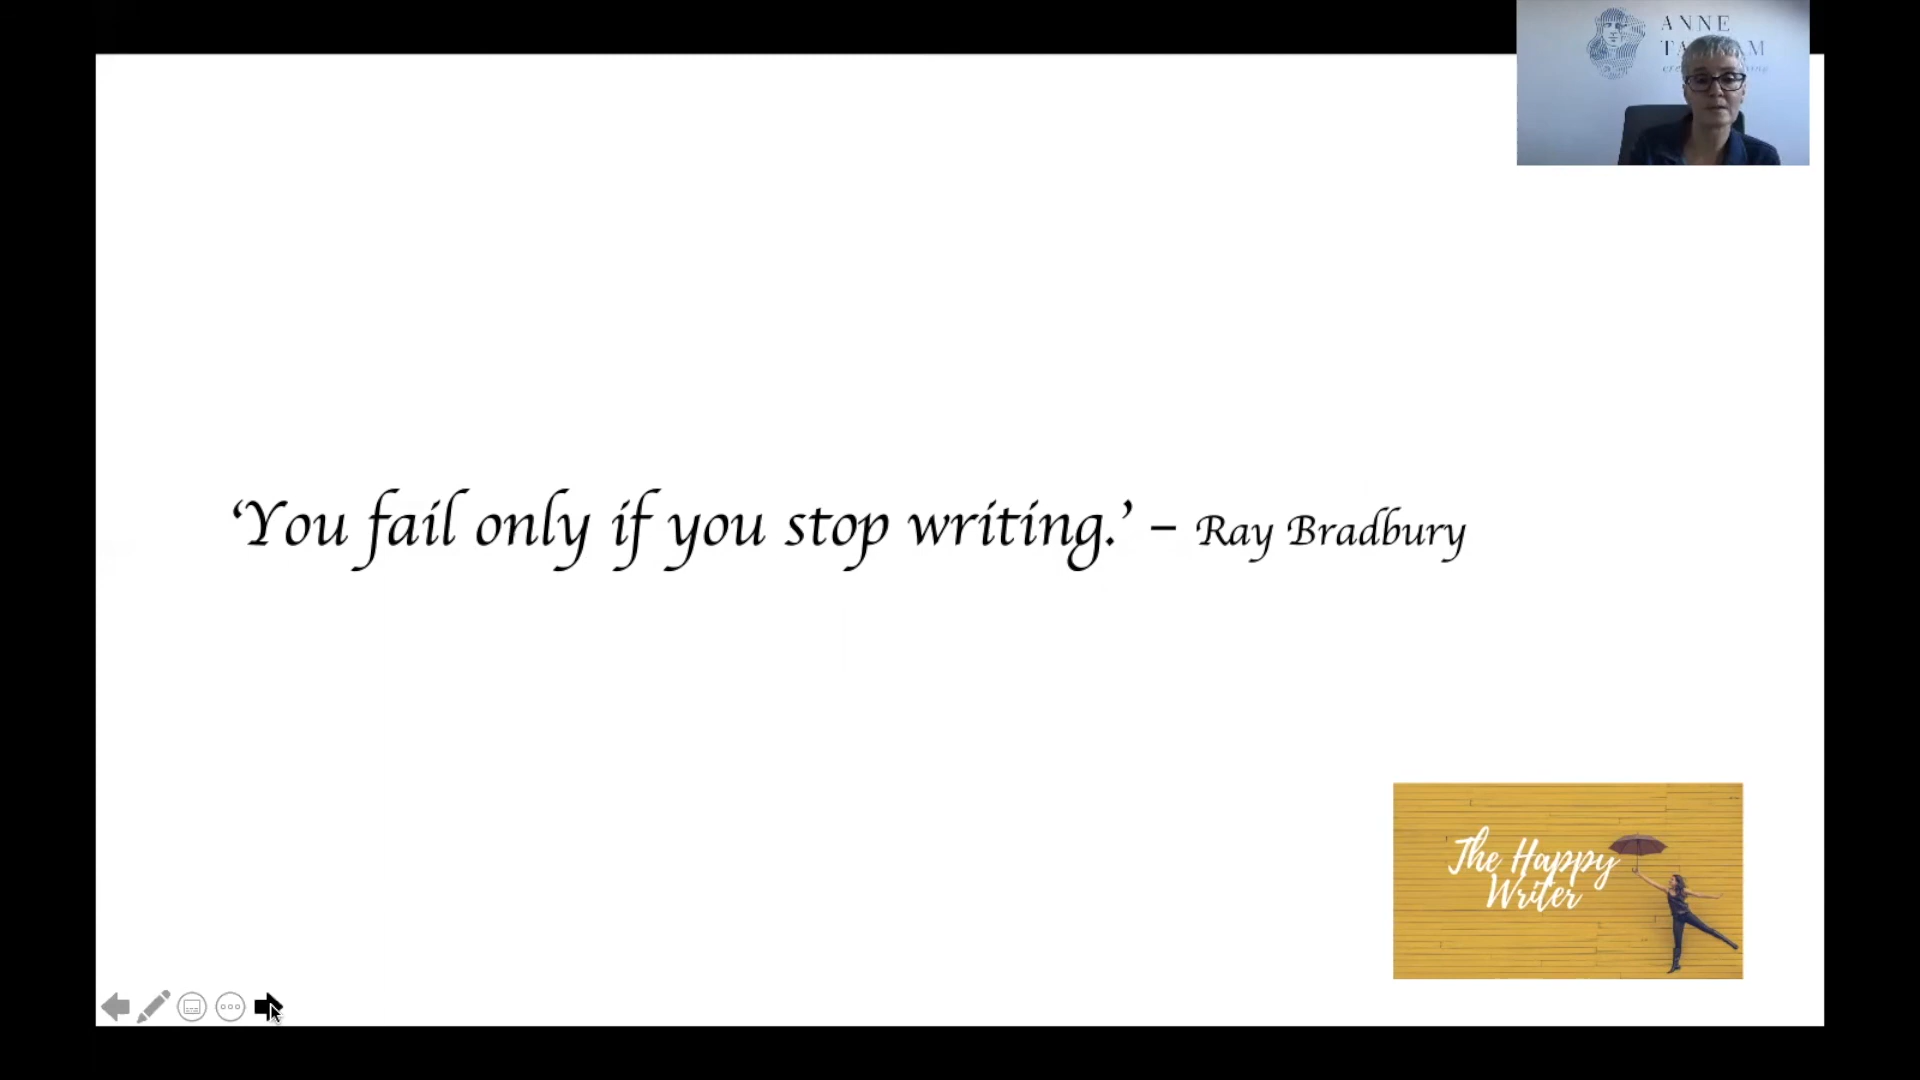 ANNE
‘You fail only if you stop writing.’ – Ray Bradbury
The Happy
Writer